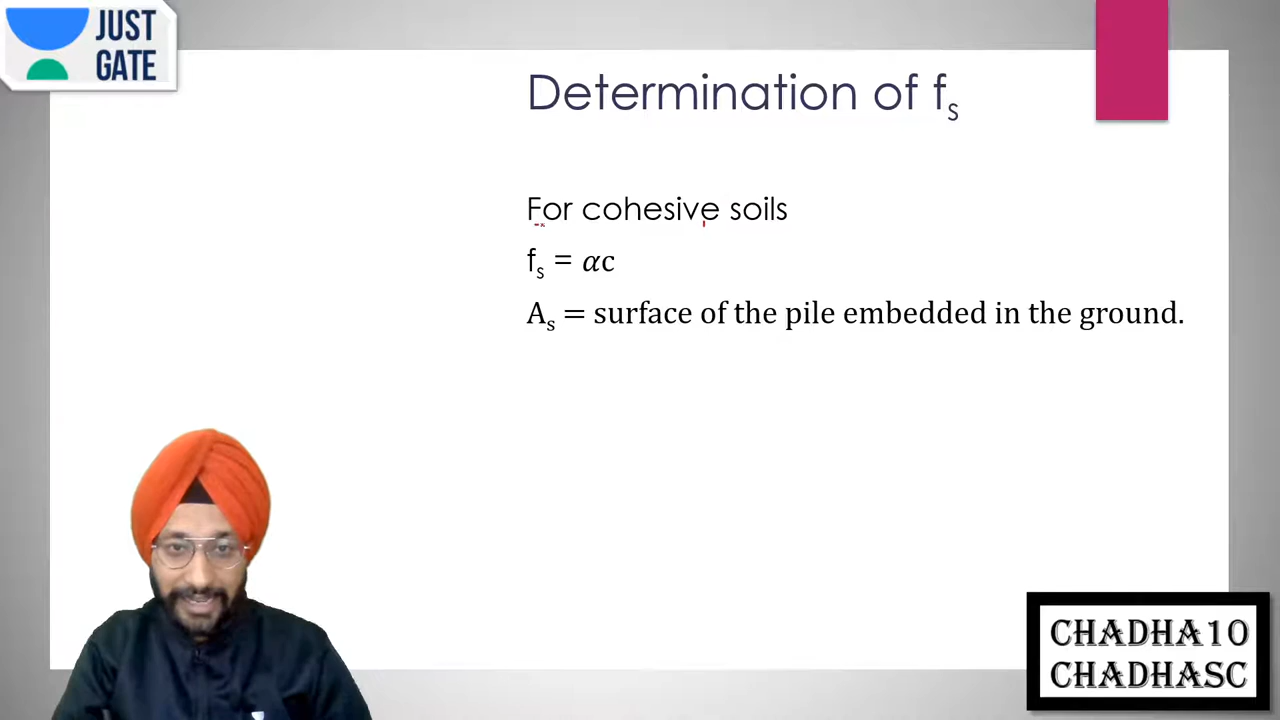 JUST
GATE
Determination of fₛ
For cohesive soils
fₛ = 𝛼c
Aₛ = surface of the pile embedded in the ground.
CHADHA10
CHADHASC